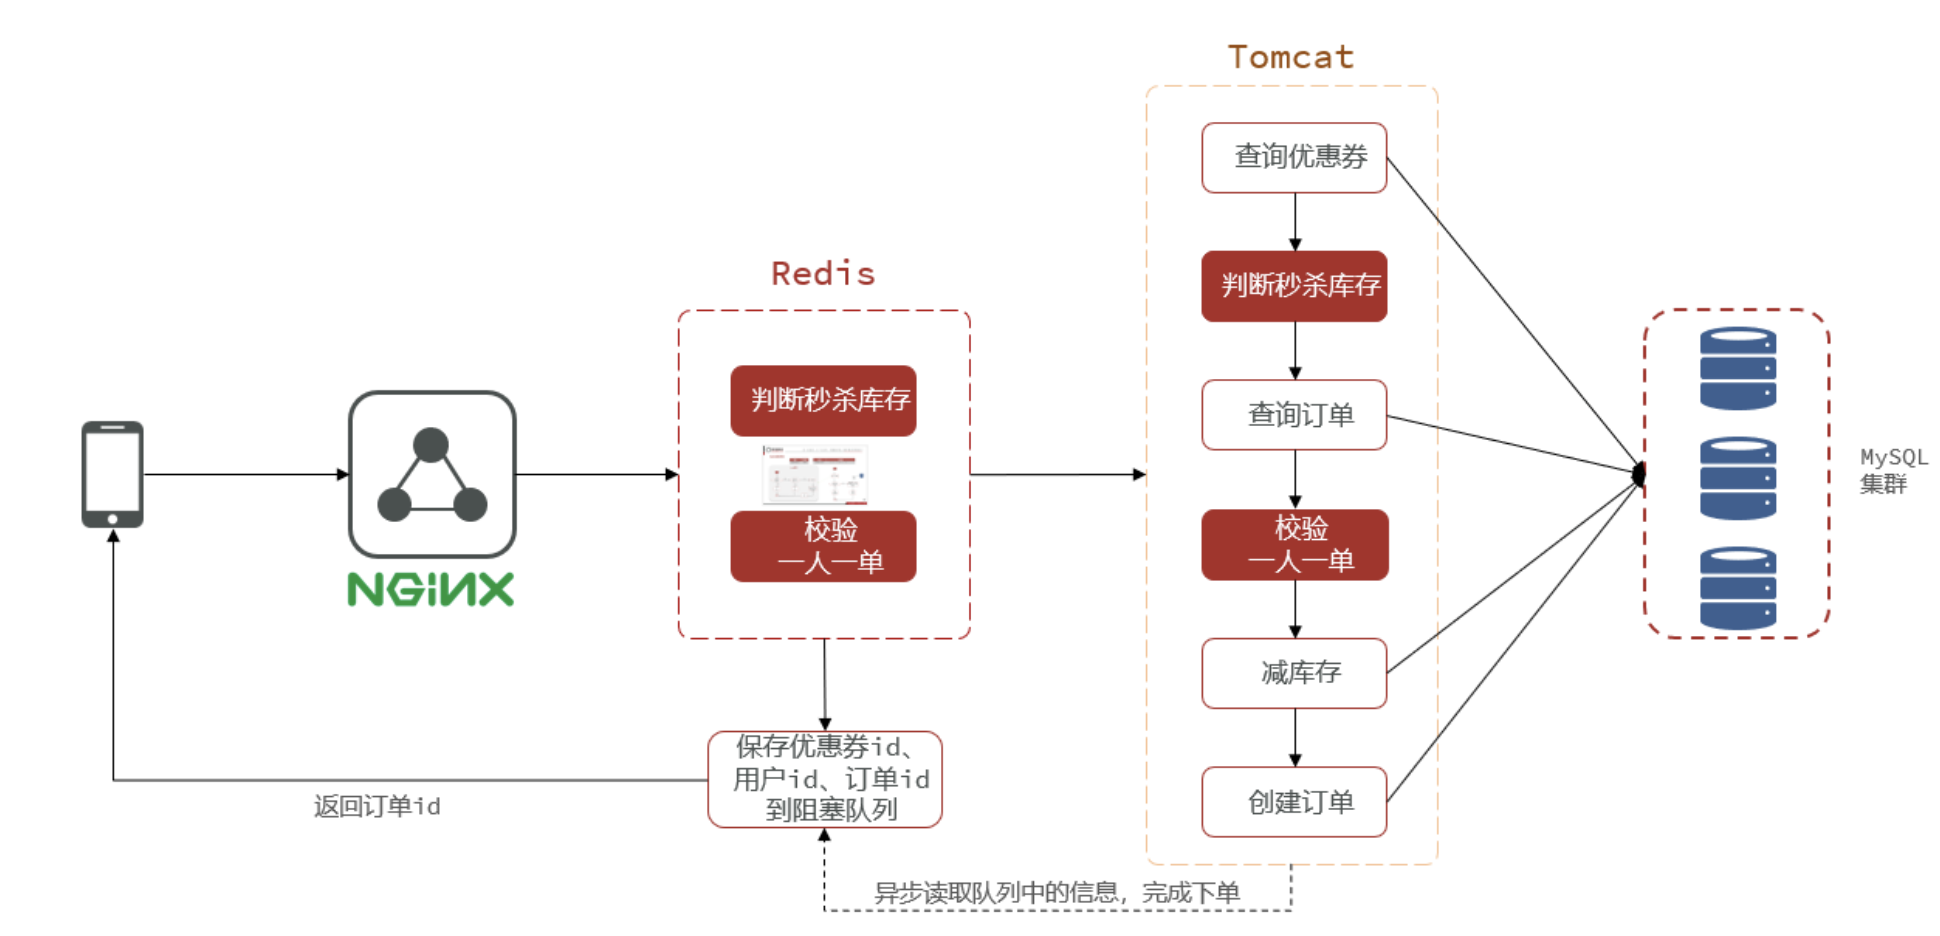 Tomcat
查询优惠券
判断秒杀库存
查询订单
校验
一人一单
减库存
创建订单
Redis
判断秒杀库存
校验
一人一单
NGiNX
保存优惠券id、
用户id、订单id
到阻塞队列
返回订单id
异步读取队列中的信息，完成下单
MySQL
集群